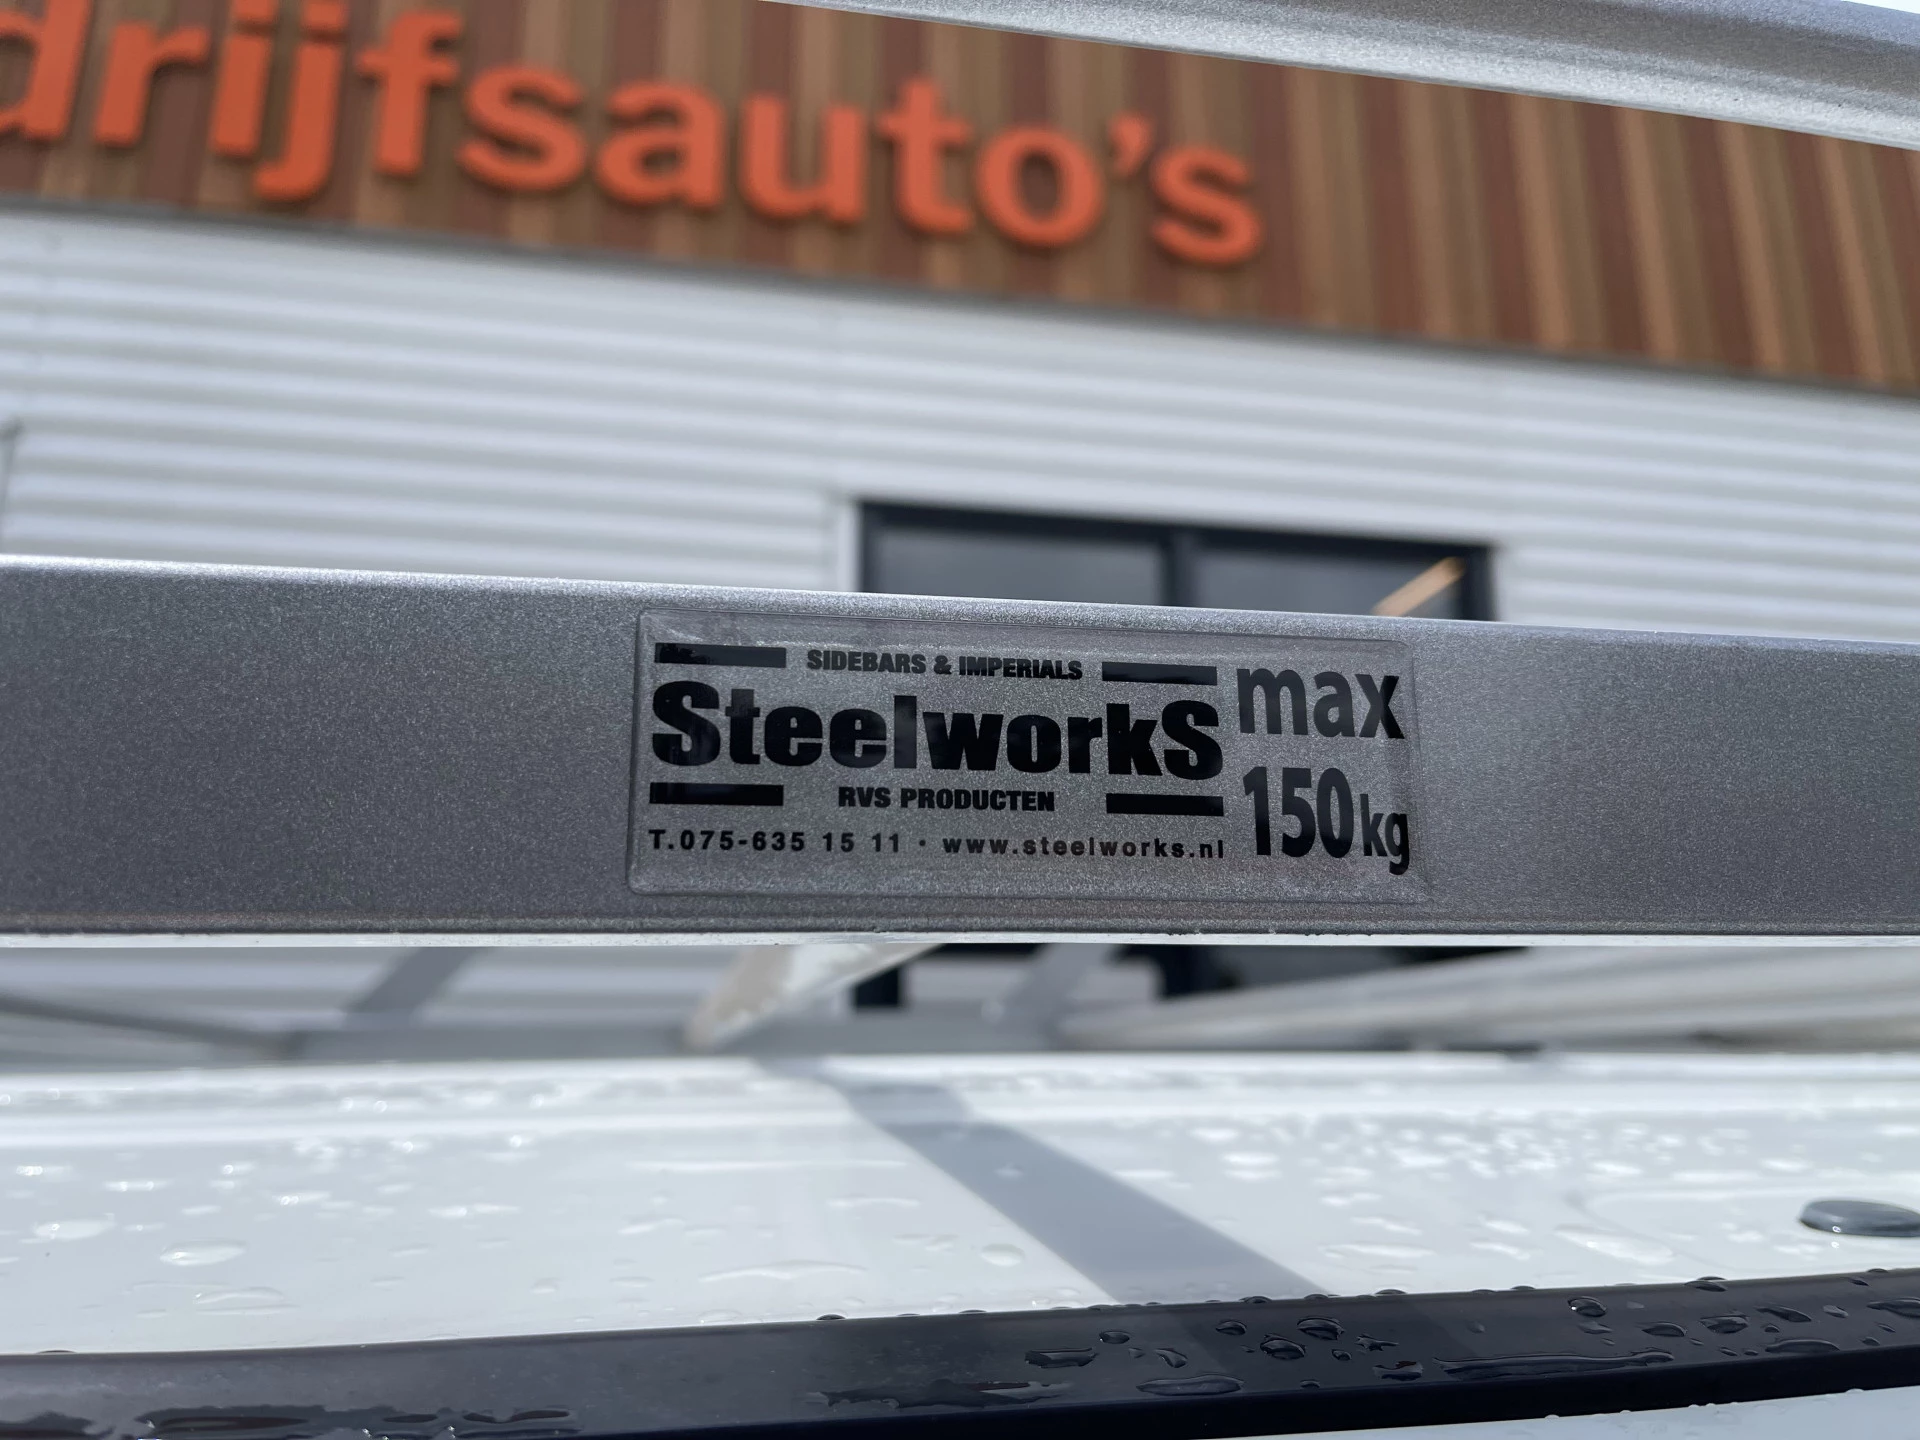 drijfsauto's
SIDEBARS & IMPERIALS
SteelworkS
RVS PRODUCTEN
T.075-635 15 11 • www.steelworks.nl
max
150kg